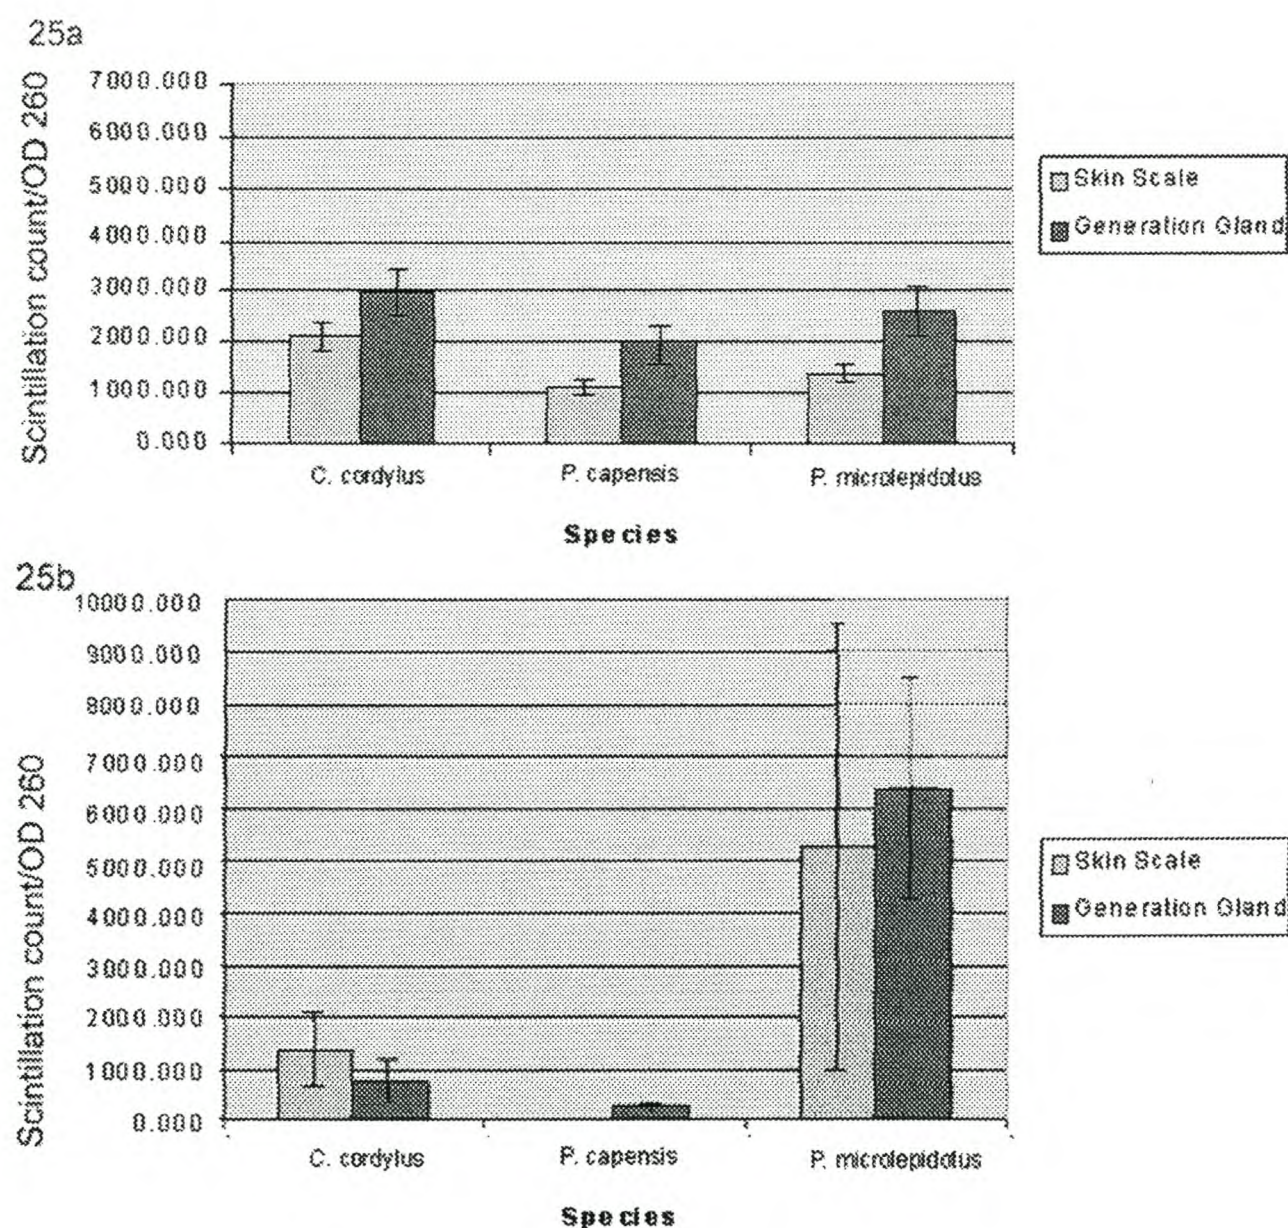 25a
Scintillation count/OD 260
7000.000
6000.000
5000.000
4000.000
3000.000
2000.000
1000.000
0.000
C. cordylus
P. capensis
P. microlepidotus
Species
Skin Scale
Generation Gland
25b
Scintillation count/OD 260
10000.000
9000.000
8000.000
7000.000
6000.000
5000.000
4000.000
3000.000
2000.000
1000.000
0.000
C. cordylus
P. capensis
P. microlepidotus
Species
Skin Scale
Generation Gland